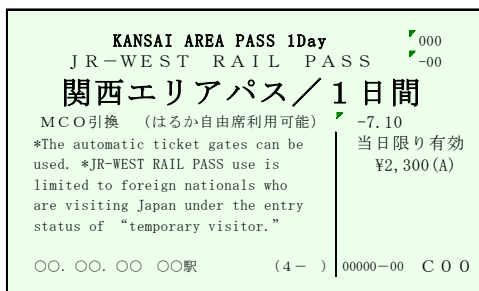 KANSAI AREA PASS 1Day 000
JR－WEST RAIL PASS -00
関西エリアパス／１日間
ＭＣＯ引換 （はるか自由席利用可能） -7.10
*The automatic ticket gates can be 当日限り有効
used. *JR-WEST RAIL PASS use is ¥2,300(A)
limited to foreign nationals who
are visiting Japan under the entry
status of “temporary visitor.”
○○．○○．○○ ○○駅 （４－ ） 00000－00 Ｃ００